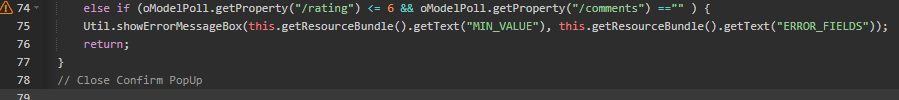 74 else if (oModelPoll.getProperty("/rating") <= 6 && oModelPoll.getProperty("/comments") =="" ) {
75 Util.showErrorMessageBox(this.getResourceBundle().getText("MIN_VALUE"), this.getResourceBundle().getText("ERROR_FIELDS"));
76 return;
77 }
78 // Close Confirm PopUp
79